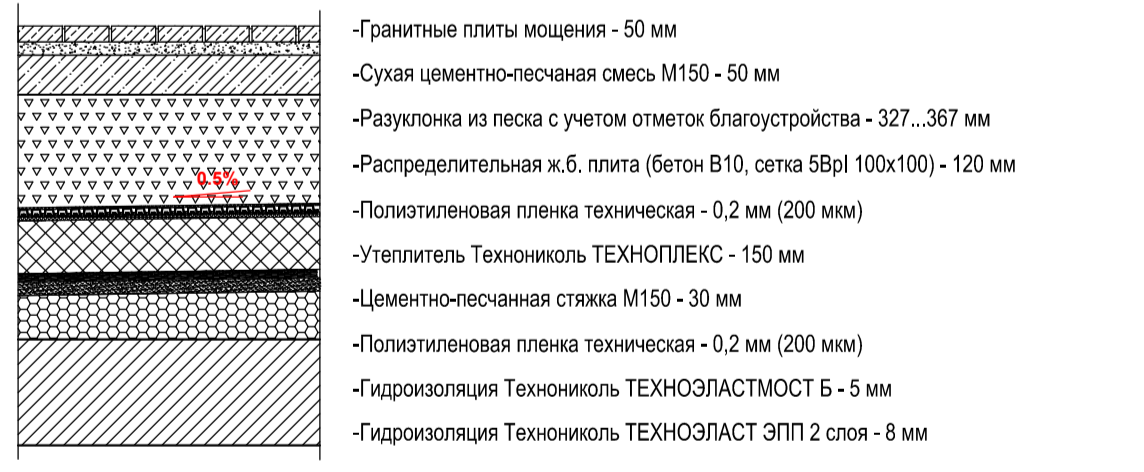 -Гранитные плиты мощения - 50 мм
-Сухая цементно-песчаная смесь М150 - 50 мм
-Разуклонка из песка с учетом отметок благоустройства - 327...367 мм
-Распределительная ж.б. плита (бетон В10, сетка 5BpI 100x100) - 120 мм
0.5%
-Полиэтиленовая пленка техническая - 0,2 мм (200 мкм)
-Утеплитель Технониколь ТЕХНОПЛЕКС - 150 мм
-Цементно-песчанная стяжка М150 - 30 мм
-Полиэтиленовая пленка техническая - 0,2 мм (200 мкм)
-Гидроизоляция Технониколь ТЕХНОЭЛАСТМОСТ Б - 5 мм
-Гидроизоляция Технониколь ТЕХНОЭЛАСТ ЭПП 2 слоя - 8 мм